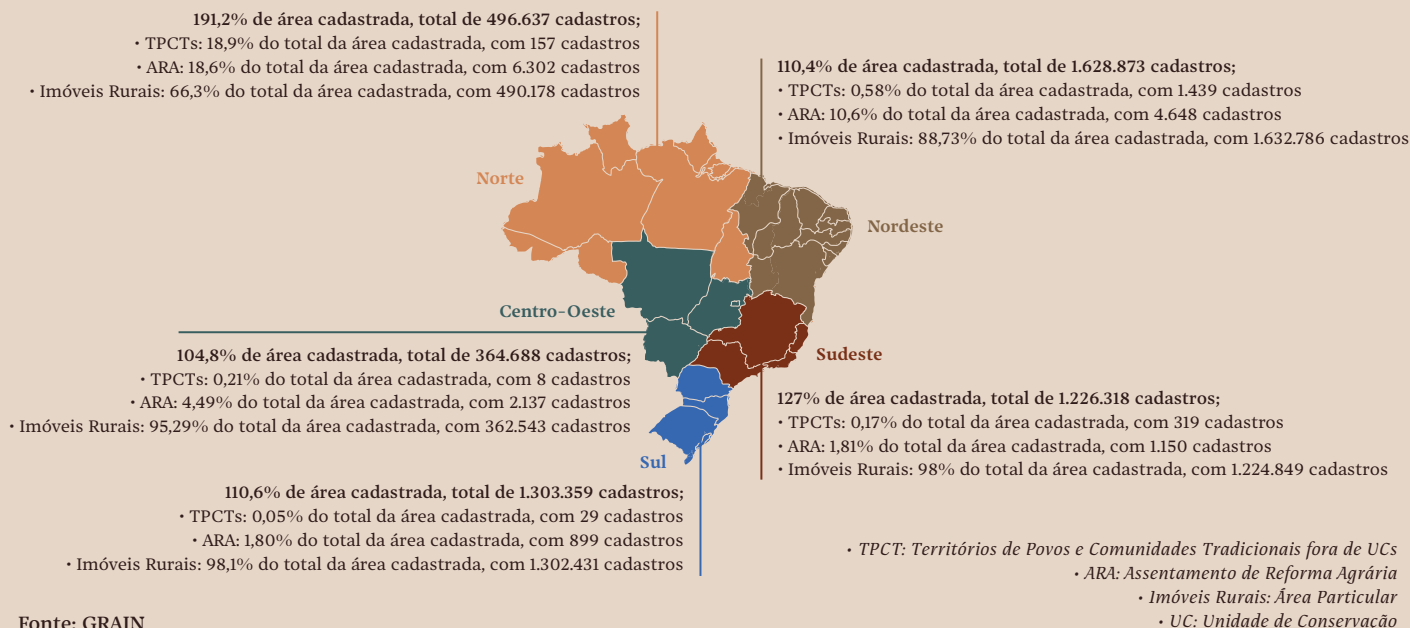 191,2% de área cadastrada, total de 496.637 cadastros;
• TPCTs: 18,9% do total da área cadastrada, com 157 cadastros
• ARA: 18,6% do total da área cadastrada, com 6.302 cadastros
• Imóveis Rurais: 66,3% do total da área cadastrada, com 490.178 cadastros
110,4% de área cadastrada, total de 1.628.873 cadastros;
• TPCTs: 0,58% do total da área cadastrada, com 1.439 cadastros
• ARA: 10,6% do total da área cadastrada, com 4.648 cadastros
• Imóveis Rurais: 88,73% do total da área cadastrada, com 1.632.786 cadastros
Norte
Nordeste
Centro-Oeste
104,8% de área cadastrada, total de 364.688 cadastros;
• TPCTs: 0,21% do total da área cadastrada, com 8 cadastros
• ARA: 4,49% do total da área cadastrada, com 2.137 cadastros
• Imóveis Rurais: 95,29% do total da área cadastrada, com 362.543 cadastros
Sudeste
127% de área cadastrada, total de 1.226.318 cadastros;
• TPCTs: 0,17% do total da área cadastrada, com 319 cadastros
• ARA: 1,81% do total da área cadastrada, com 1.150 cadastros
• Imóveis Rurais: 98% do total da área cadastrada, com 1.224.849 cadastros
Sul
110,6% de área cadastrada, total de 1.303.359 cadastros;
• TPCTs: 0,05% do total da área cadastrada, com 29 cadastros
• ARA: 1,80% do total da área cadastrada, com 899 cadastros
• Imóveis Rurais: 98,1% do total da área cadastrada, com 1.302.431 cadastros
• TPCT: Territórios de Povos e Comunidades Tradicionais fora de UCs
• ARA: Assentamento de Reforma Agrária
• Imóveis Rurais: Área Particular
• UC: Unidade de Conservação
Fonte: GRAIN